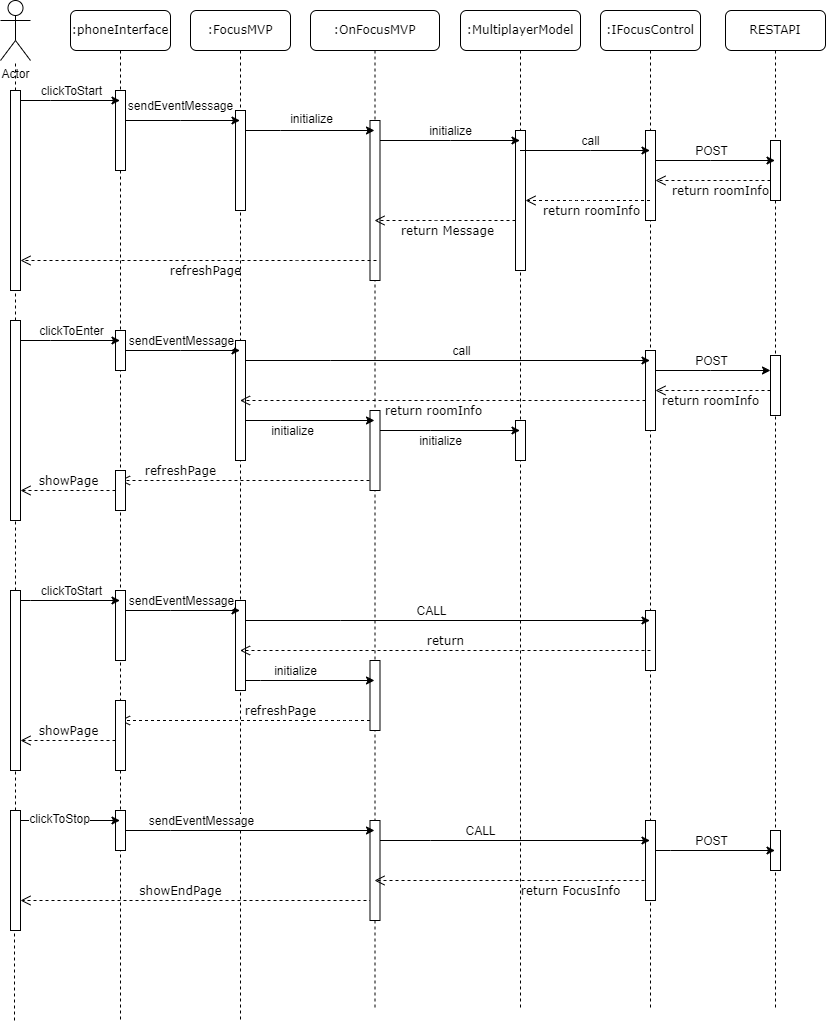 :phoneInterface
:FocusMVP
:OnFocusMVP
:MultiplayerModel
:IFocusControl
RESTAPI
Actor
clickToStart
sendEventMessage
initialize
initialize
call
POST
return roomInfo
return roomInfo
return Message
refreshPage
clickToEnter
sendEventMessage
call
POST
return roomInfo
return roomInfo
initialize
initialize
refreshPage
showPage
clickToStart
sendEventMessage
CALL
return
initialize
refreshPage
showPage
clickToStop
sendEventMessage
CALL
POST
return FocusInfo
showEndPage